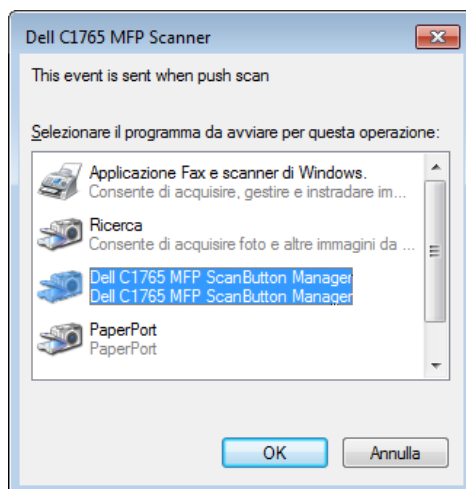 Dell C1765 MFP Scanner
This event is sent when push scan
Selezionare il programma da avviare per questa operazione:
Applicazione Fax e scanner di Windows.
Consente di acquisire, gestire e instradare im...
Ricerca
Consente di acquisire foto e altre immagini da ...
Dell C1765 MFP ScanButton Manager
Dell C1765 MFP ScanButton Manager
PaperPort
PaperPort
OK
Annulla